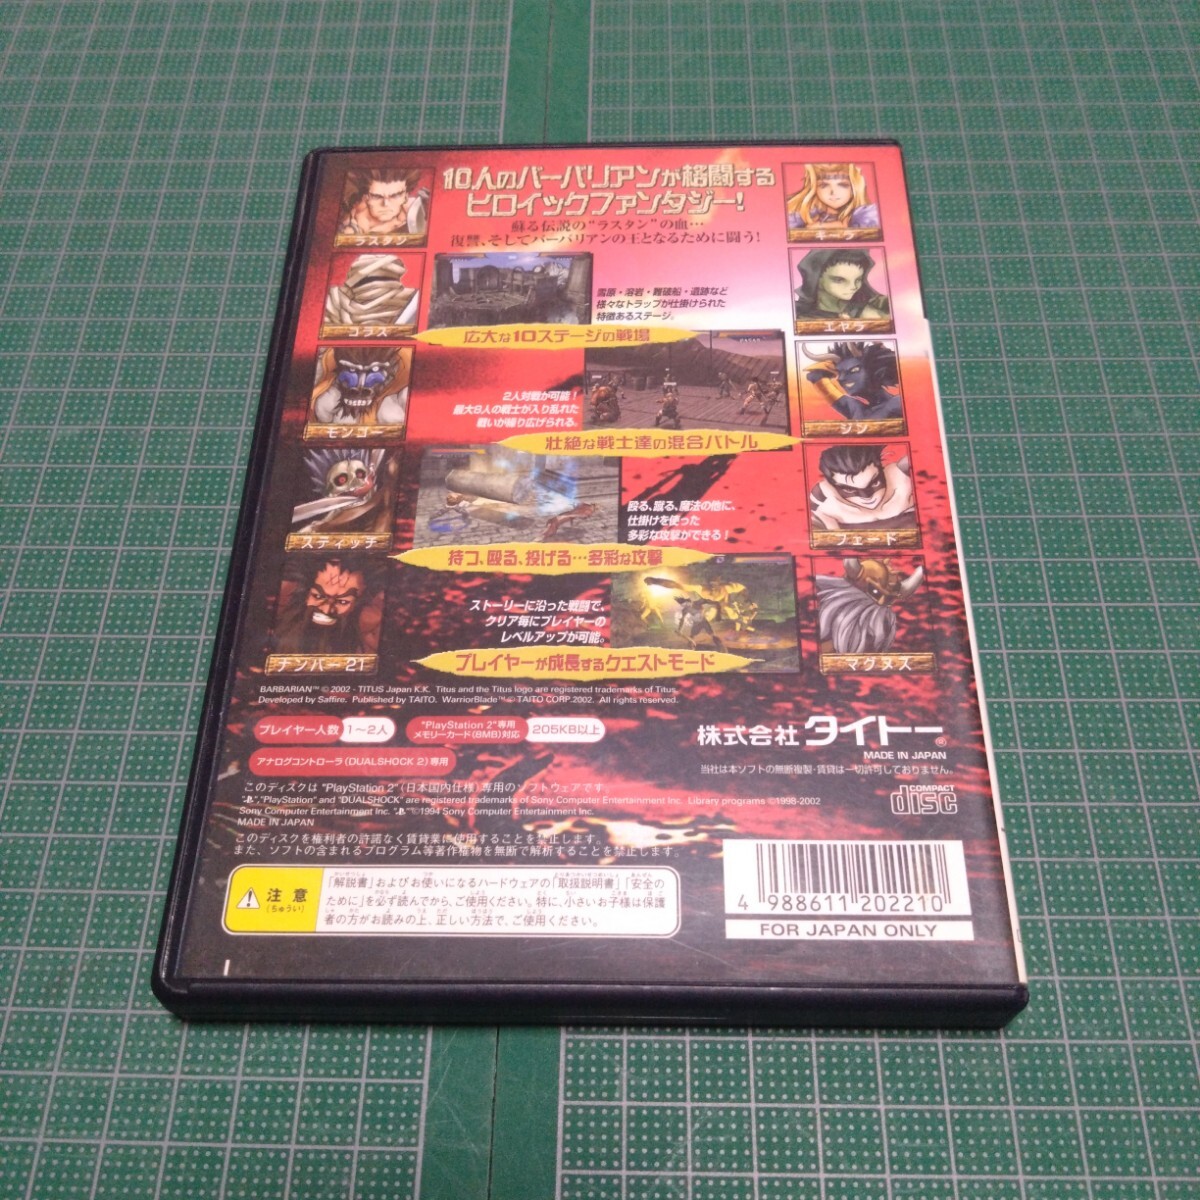 10人のバーバリアンが格闘する
ヒロイックファンタジー!
蘇る伝説の"ラスタン"の血…
復讐、そしてバーバリアンの王となるために闘う!
ラスタン
コラス
モンゴー
スティッチ
ナンバー21
キーラ
エヤラ
ジン
フェード
マグヌス
雪原・溶岩・難破船・遺跡など
様々なトラップが仕掛けられた
特徴あるステージ。
広大な10ステージの戦場
2人対戦が可能!
最大8人の戦士が入り乱れた
戦いが繰り広げられる。
壮絶な戦士達の混合バトル
殴る、蹴る、魔法の他に、
仕掛けを使った
多彩な攻撃ができる!
持つ、殴る、投げる…多彩な攻撃
ストーリーに沿った戦闘で、
クリア毎にプレイヤーの
レベルアップが可能。
プレイヤーが成長するクエストモード
BARBARIAN™ © 2002 - TITUS Japan K.K. Titus and the Titus logo are registered trademarks of Titus.
Developed by Saffire. Published by TAITO. WarriorBlade™ © TAITO CORP.2002. All rights reserved.
プレイヤー人数 1〜2人
"PlayStation 2"専用
メモリーカード(8MB)対応
205KB以上
アナログコントローラ(DUALSHOCK 2)専用
株式会社 タイトー®
MADE IN JAPAN
当社は本ソフトの無断複製・賃貸は一切許可しておりません。
このディスクは "PlayStation 2"(日本国内仕様)専用のソフトウェアです。
" ","PlayStation" and "DUALSHOCK" are registered trademarks of Sony Computer Entertainment Inc. Library programs ©1998-2002
Sony Computer Entertainment Inc. " " ©1994 Sony Computer Entertainment Inc.
MADE IN JAPAN
COMPACT
disc
このディスクを権利者の許諾なく賃貸業に使用することを禁止します。
また、ソフトの含まれるプログラム等著作権物を無断で解析することを禁止します。
注意
(ちゅうい)
「解説書」およびお使いになるハードウェアの「取扱説明書」「安全の
ために」を必ず読んでから、ご使用ください。特に、小さいお子様は保護
者の方がお読みの上、正しい方法で、ご使用ください。
4 988611 202210
FOR JAPAN ONLY